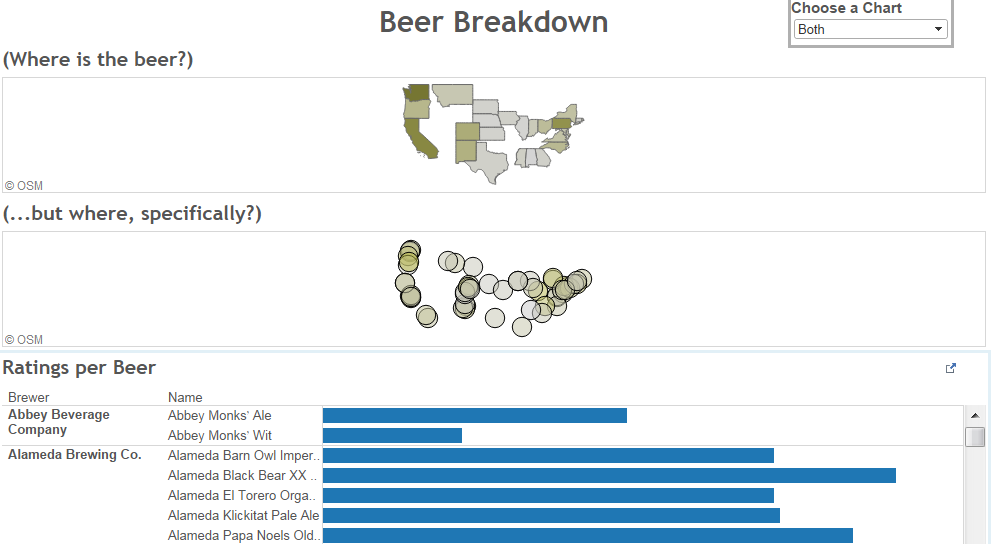 Beer Breakdown
Choose a Chart
Both
(Where is the beer?)
© OSM
(...but where, specifically?)
© OSM
Ratings per Beer
Brewer Name
Abbey Beverage Company
Abbey Monks' Ale
Abbey Monks' Wit
Alameda Brewing Co.
Alameda Barn Owl Imper..
Alameda Black Bear XX ..
Alameda El Torero Orga..
Alameda Klickitat Pale Ale
Alameda Papa Noels Old..